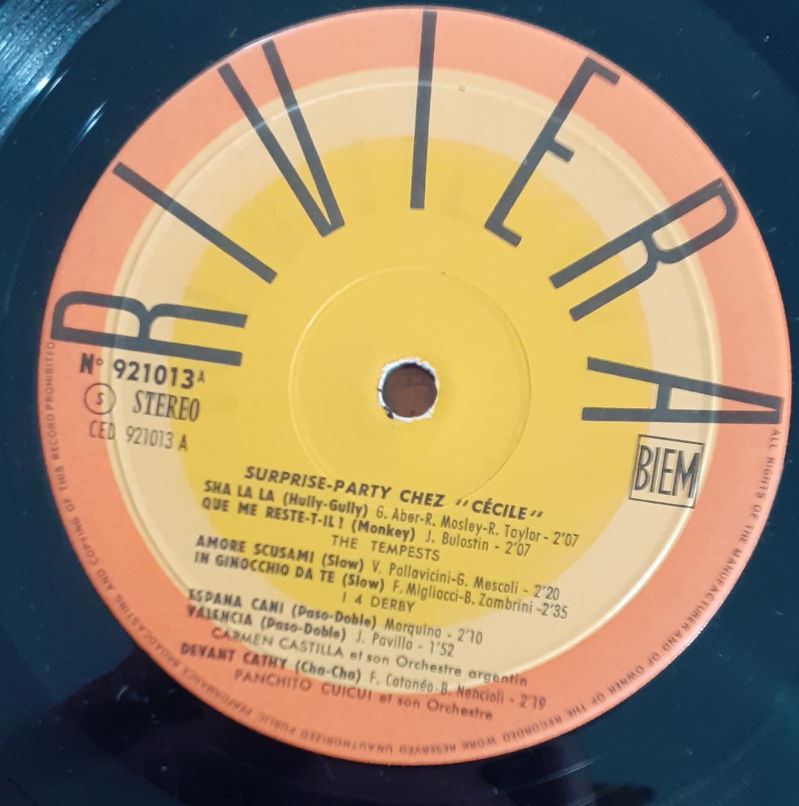 RIVIERA
N° 921013 A
S STEREO
CED 921013 A
BIEM
SURPRISE-PARTY CHEZ "CÉCILE"
SHA LA LA (Hully-Gully) G. Aber-R. Mosley-R. Taylor - 2'07
QUE ME RESTE-T-IL? (Monkey) J. Bulostin - 2'07
THE TEMPESTS
AMORE SCUSAMI (Slow) V. Pallavicini-G. Mescoli - 2'20
IN GINOCCHIO DA TE (Slow) F. Migliacci-B. Zambrini - 2'35
I 4 DERBY
ESPANA CANI (Paso-Doble) Marquina - 2'10
VALENCIA (Paso-Doble) J. Pavilla - 1'52
CARMEN CASTILLA et son Orchestre argentin
DEVANT CATHY (Cha-Cha) F. Catanéo-B. Nencioli - 2'19
PANCHITO CUICUI et son Orchestre
ALL RIGHTS OF THE MANUFACTURER AND OF OWNER OF THE RECORDED WORK RESERVED UNAUTHORIZED PUBLIC PERFORMANCE BROADCASTING AND COPYING OF THIS RECORD PROHIBITED